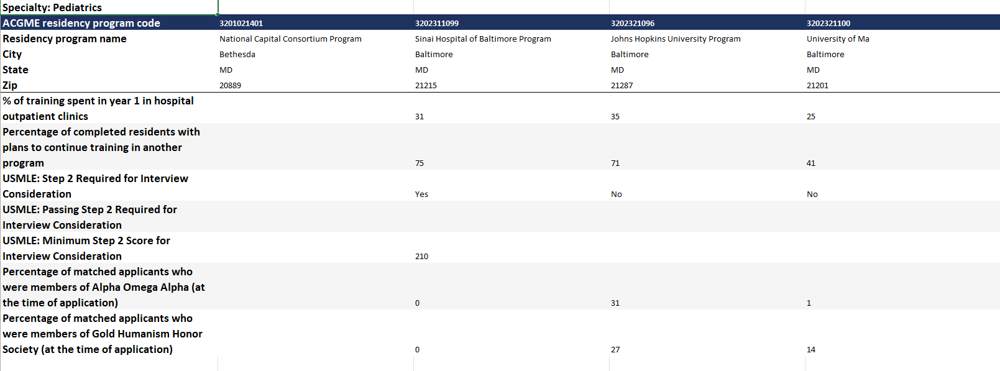 Specialty: Pediatrics
ACGME residency program code 3201021401 3202311099 3202321096 3202321100
Residency program name National Capital Consortium Program Sinai Hospital of Baltimore Program Johns Hopkins University Program University of Ma
City Bethesda Baltimore Baltimore Baltimore
State MD MD MD MD
Zip 20889 21215 21287 21201
% of training spent in year 1 in hospital
outpatient clinics 31 35 25
Percentage of completed residents with
plans to continue training in another
program 75 71 41
USMLE: Step 2 Required for Interview
Consideration Yes No No
USMLE: Passing Step 2 Required for
Interview Consideration
USMLE: Minimum Step 2 Score for
Interview Consideration 210
Percentage of matched applicants who
were members of Alpha Omega Alpha (at
the time of application) 0 31 1
Percentage of matched applicants who
were members of Gold Humanism Honor
Society (at the time of application) 0 27 14